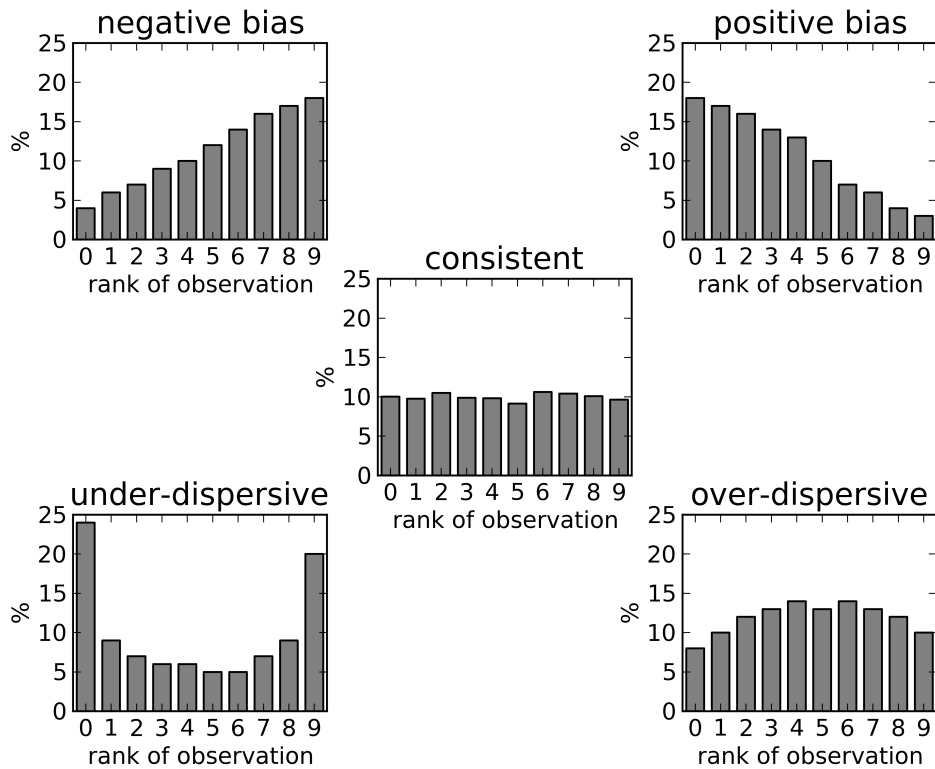 negative bias
25
20
15
10
5
0
%
0 1 2 3 4 5 6 7 8 9
rank of observation
positive bias
25
20
15
10
5
0
%
0 1 2 3 4 5 6 7 8 9
rank of observation
consistent
25
20
15
10
5
0
%
0 1 2 3 4 5 6 7 8 9
rank of observation
under-dispersive
25
20
15
10
5
0
%
0 1 2 3 4 5 6 7 8 9
rank of observation
over-dispersive
25
20
15
10
5
0
%
0 1 2 3 4 5 6 7 8 9
rank of observation